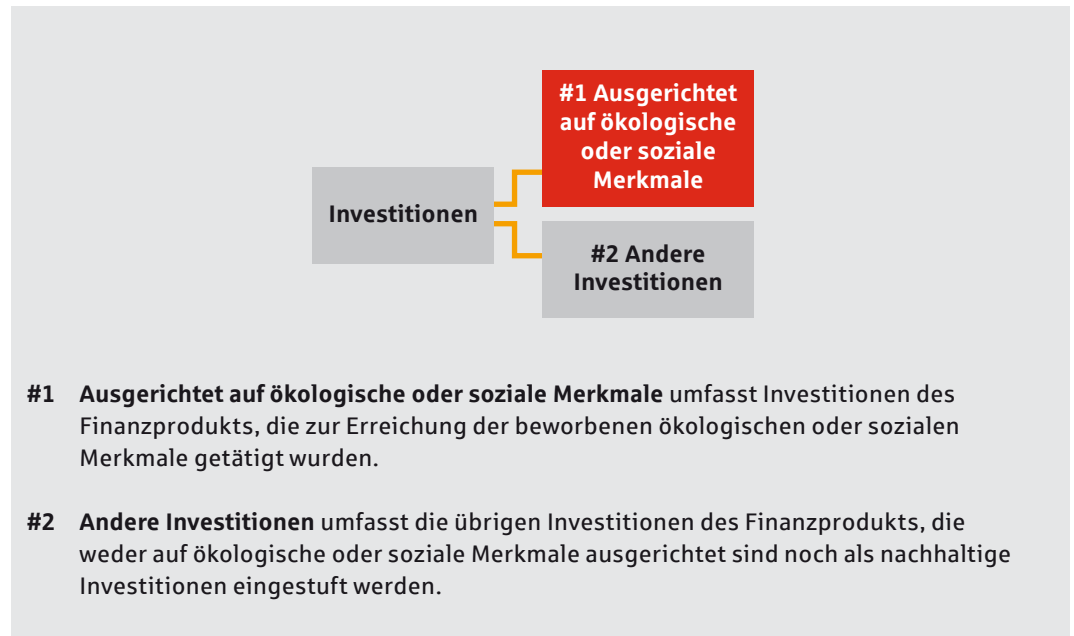 #1 Ausgerichtet
auf ökologische
oder soziale
Merkmale
Investitionen
#2 Andere
Investitionen
#1 Ausgerichtet auf ökologische oder soziale Merkmale umfasst Investitionen des
Finanzprodukts, die zur Erreichung der beworbenen ökologischen oder sozialen
Merkmale getätigt wurden.
#2 Andere Investitionen umfasst die übrigen Investitionen des Finanzprodukts, die
weder auf ökologische oder soziale Merkmale ausgerichtet sind noch als nachhaltige
Investitionen eingestuft werden.